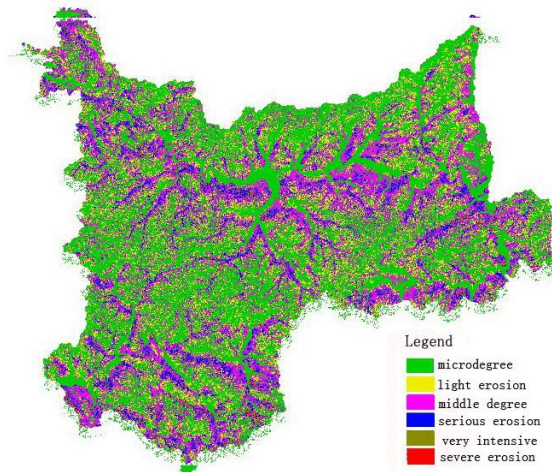 Legend
microdegree
light erosion
middle degree
serious erosion
very intensive
severe erosion